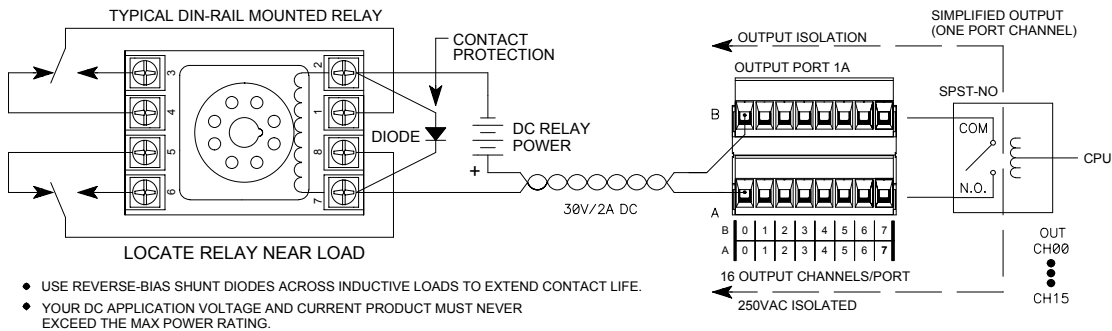 TYPICAL DIN-RAIL MOUNTED RELAY
3
4
5
6
2
1
8
7
LOCATE RELAY NEAR LOAD
CONTACT
PROTECTION
DIODE
DC RELAY
POWER
+
30V/2A DC
OUTPUT ISOLATION
OUTPUT PORT 1A
B
A
B 0 1 2 3 4 5 6 7
A 0 1 2 3 4 5 6 7
16 OUTPUT CHANNELS/PORT
250VAC ISOLATED
SIMPLIFIED OUTPUT
(ONE PORT CHANNEL)
SPST-NO
COM
N.O.
CPU
OUT
CH00
CH15
● USE REVERSE-BIAS SHUNT DIODES ACROSS INDUCTIVE LOADS TO EXTEND CONTACT LIFE.
◆ YOUR DC APPLICATION VOLTAGE AND CURRENT PRODUCT MUST NEVER
EXCEED THE MAX POWER RATING.